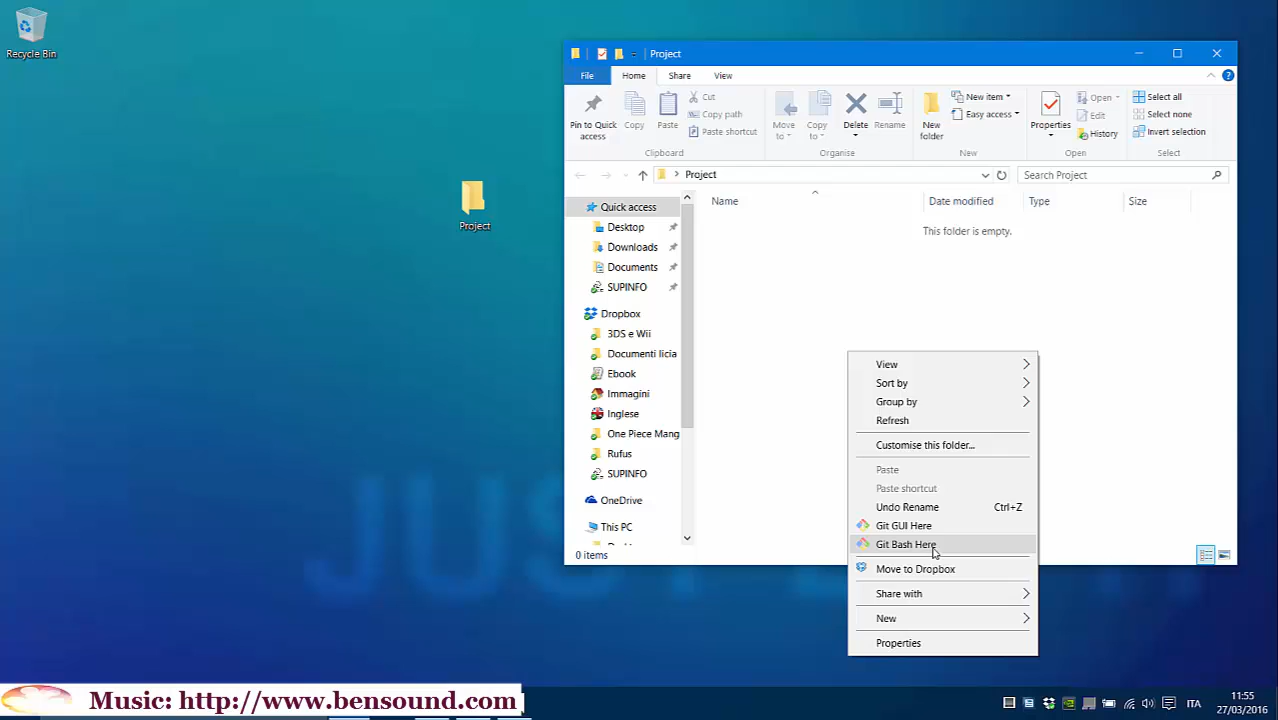 Recycle Bin
Project
Project
File Home Share View
Pin to Quick access
Copy
Paste
Cut
Copy path
Paste shortcut
Clipboard
Move to
Copy to
Delete
Rename
Organise
New folder
New item
Easy access
New
Properties
Open
Edit
History
Open
Select all
Select none
Invert selection
Select
Project
Search Project
Name Date modified Type Size
This folder is empty.
Quick access
Desktop
Downloads
Documents
SUPINFO
Dropbox
3DS e Wii
Documenti licia
Ebook
Immagini
Inglese
One Piece Mang
Rufus
SUPINFO
OneDrive
This PC
0 items
View
Sort by
Group by
Refresh
Customise this folder...
Paste
Paste shortcut
Undo Rename Ctrl+Z
Git GUI Here
Git Bash Here
Move to Dropbox
Share with
New
Properties
Music: http://www.bensound.com
ITA
11:55
27/03/2016